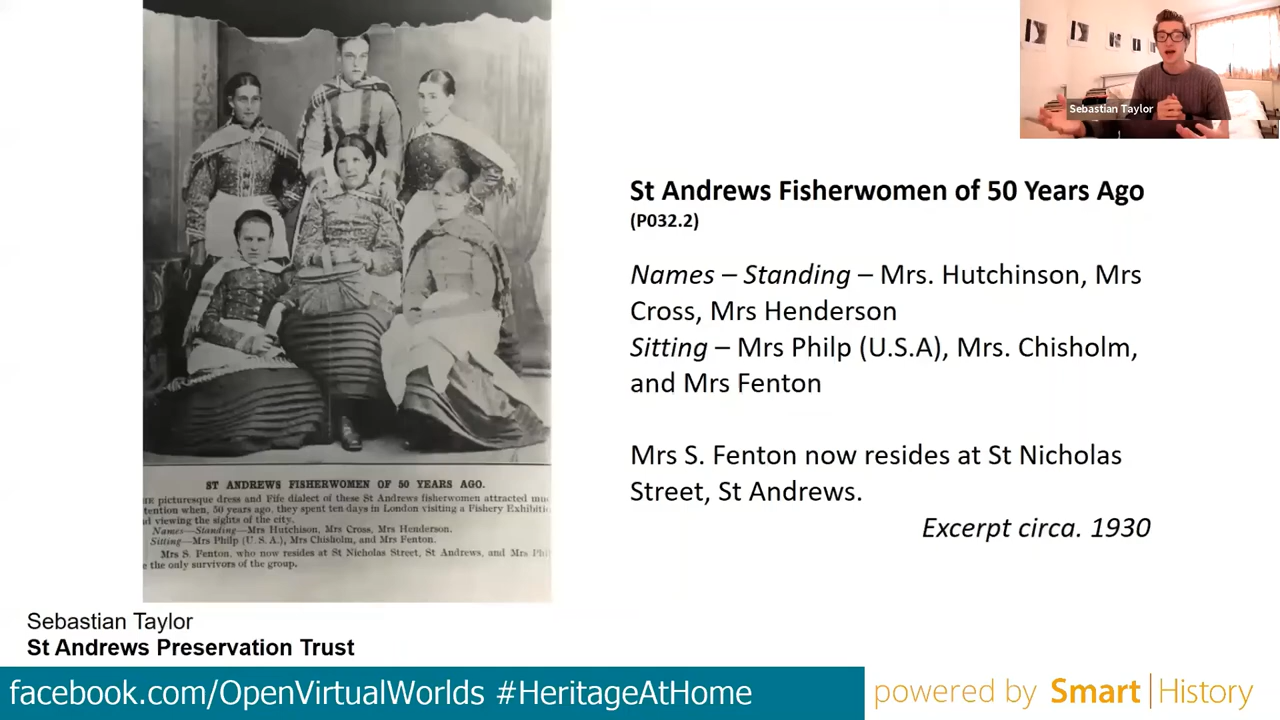 Sebastian Taylor
St Andrews Fisherwomen of 50 Years Ago
(P032.2)
Names – Standing – Mrs. Hutchinson, Mrs
Cross, Mrs Henderson
Sitting – Mrs Philp (U.S.A), Mrs. Chisholm,
and Mrs Fenton
Mrs S. Fenton now resides at St Nicholas
Street, St Andrews.
Excerpt circa. 1930
ST ANDREWS FISHERWOMEN OF 50 YEARS AGO.
picturesque dress and Fife dialect of these St Andrews fisherwomen attracted
when, 50 years ago, they spent ten days in London visiting a Fishery
viewing the sights of the city.
Names—Standing—Mrs Hutchison, Mrs Cross, Mrs Henderson.
Sitting—Mrs Philp (U.S.A.), Mrs Chisholm, and Mrs Fenton.
Mrs S. Fenton, who now resides at St Nicholas Street, St Andrews, and Mrs
the only survivors of the group.
Sebastian Taylor
St Andrews Preservation Trust
facebook.com/OpenVirtualWorlds #HeritageAtHome
powered by Smart|History